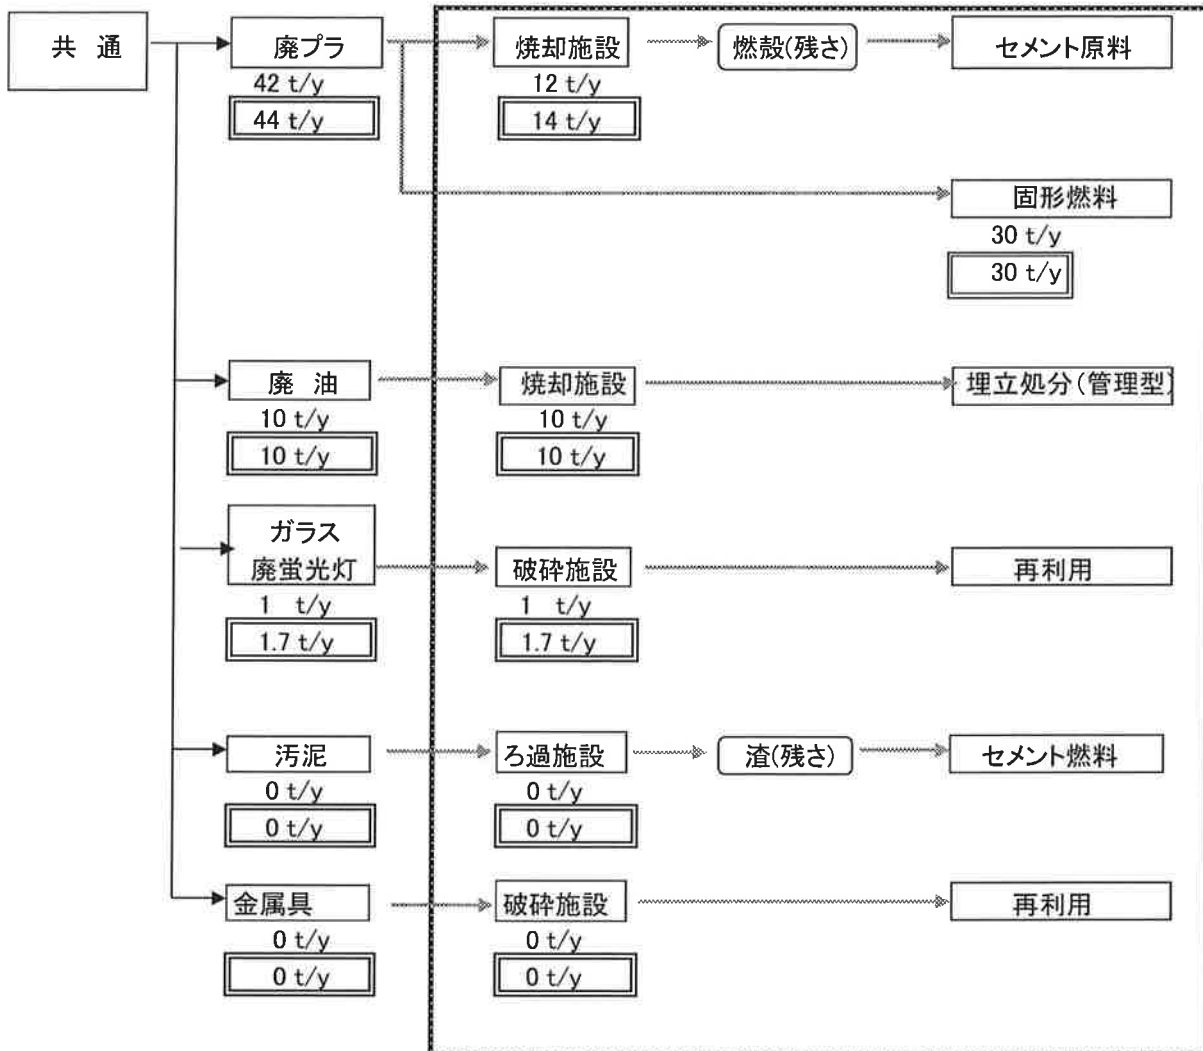 共 通
廃プラ
焼却施設
燃殻(残さ)
セメント原料
42 t/y
12 t/y
44 t/y
14 t/y
固形燃料
30 t/y
30 t/y
廃 油
焼却施設
埋立処分(管理型)
10 t/y
10 t/y
10 t/y
10 t/y
ガラス
廃蛍光灯
破砕施設
再利用
1 t/y
1 t/y
1.7 t/y
1.7 t/y
汚泥
ろ過施設
渣(残さ)
セメント燃料
0 t/y
0 t/y
0 t/y
0 t/y
金属具
破砕施設
再利用
0 t/y
0 t/y
0 t/y
0 t/y